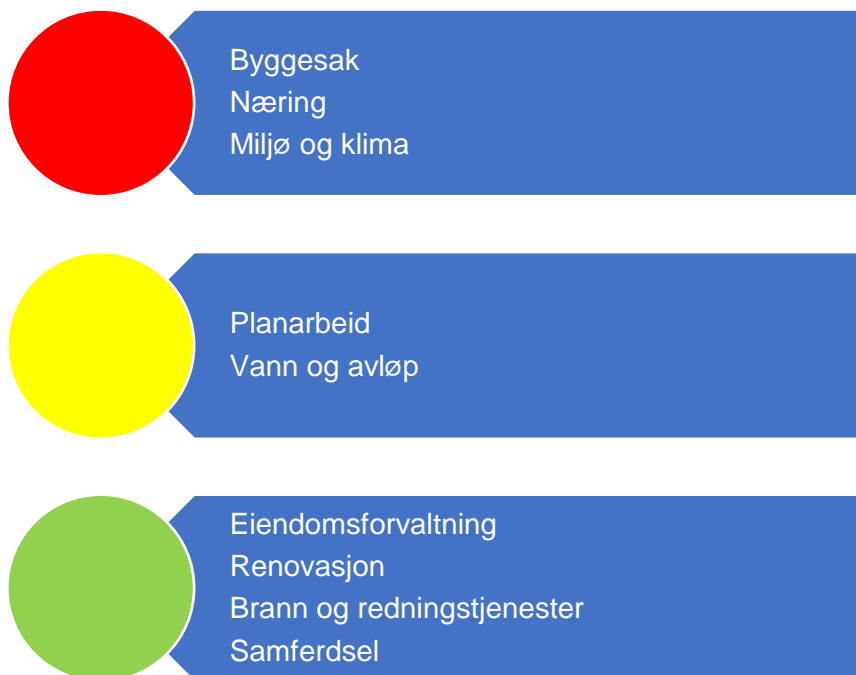 Byggesak
Næring
Miljø og klima
Planarbeid
Vann og avløp
Eiendomsforvaltning
Renovasjon
Brann og redningstjenester
Samferdsel